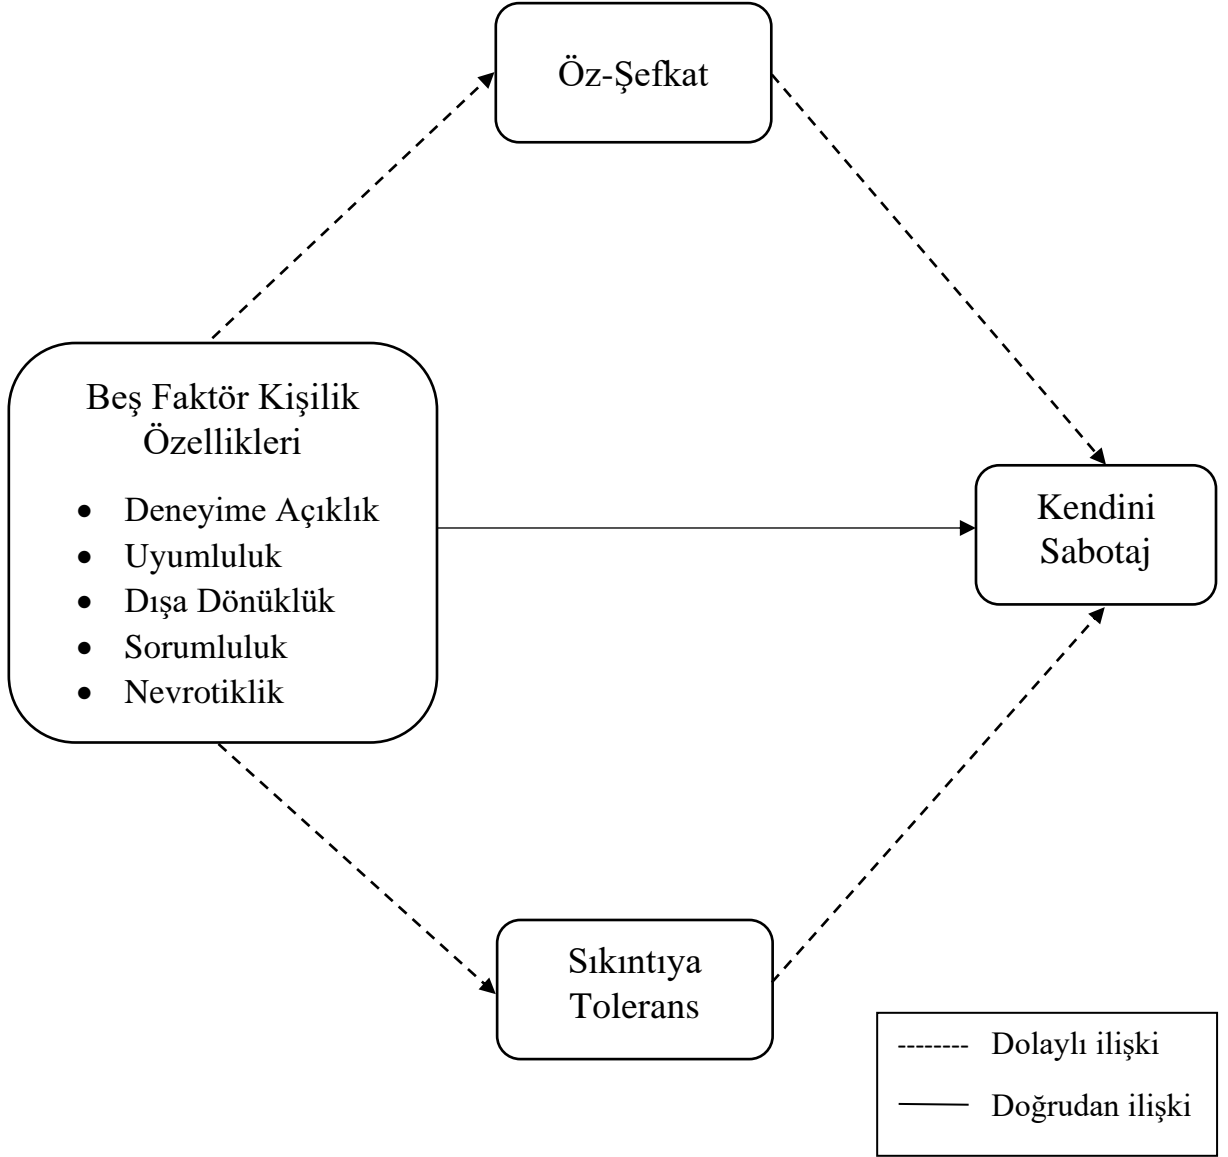 Öz-Şefkat
Beş Faktör Kişilik
Özellikleri
• Deneyime Açıklık
• Uyumluluk
• Dışa Dönüklük
• Sorumluluk
• Nevrotiklik
Kendini
Sabotaj
Sıkıntıya
Tolerans
Dolaylı ilişki
Doğrudan ilişki